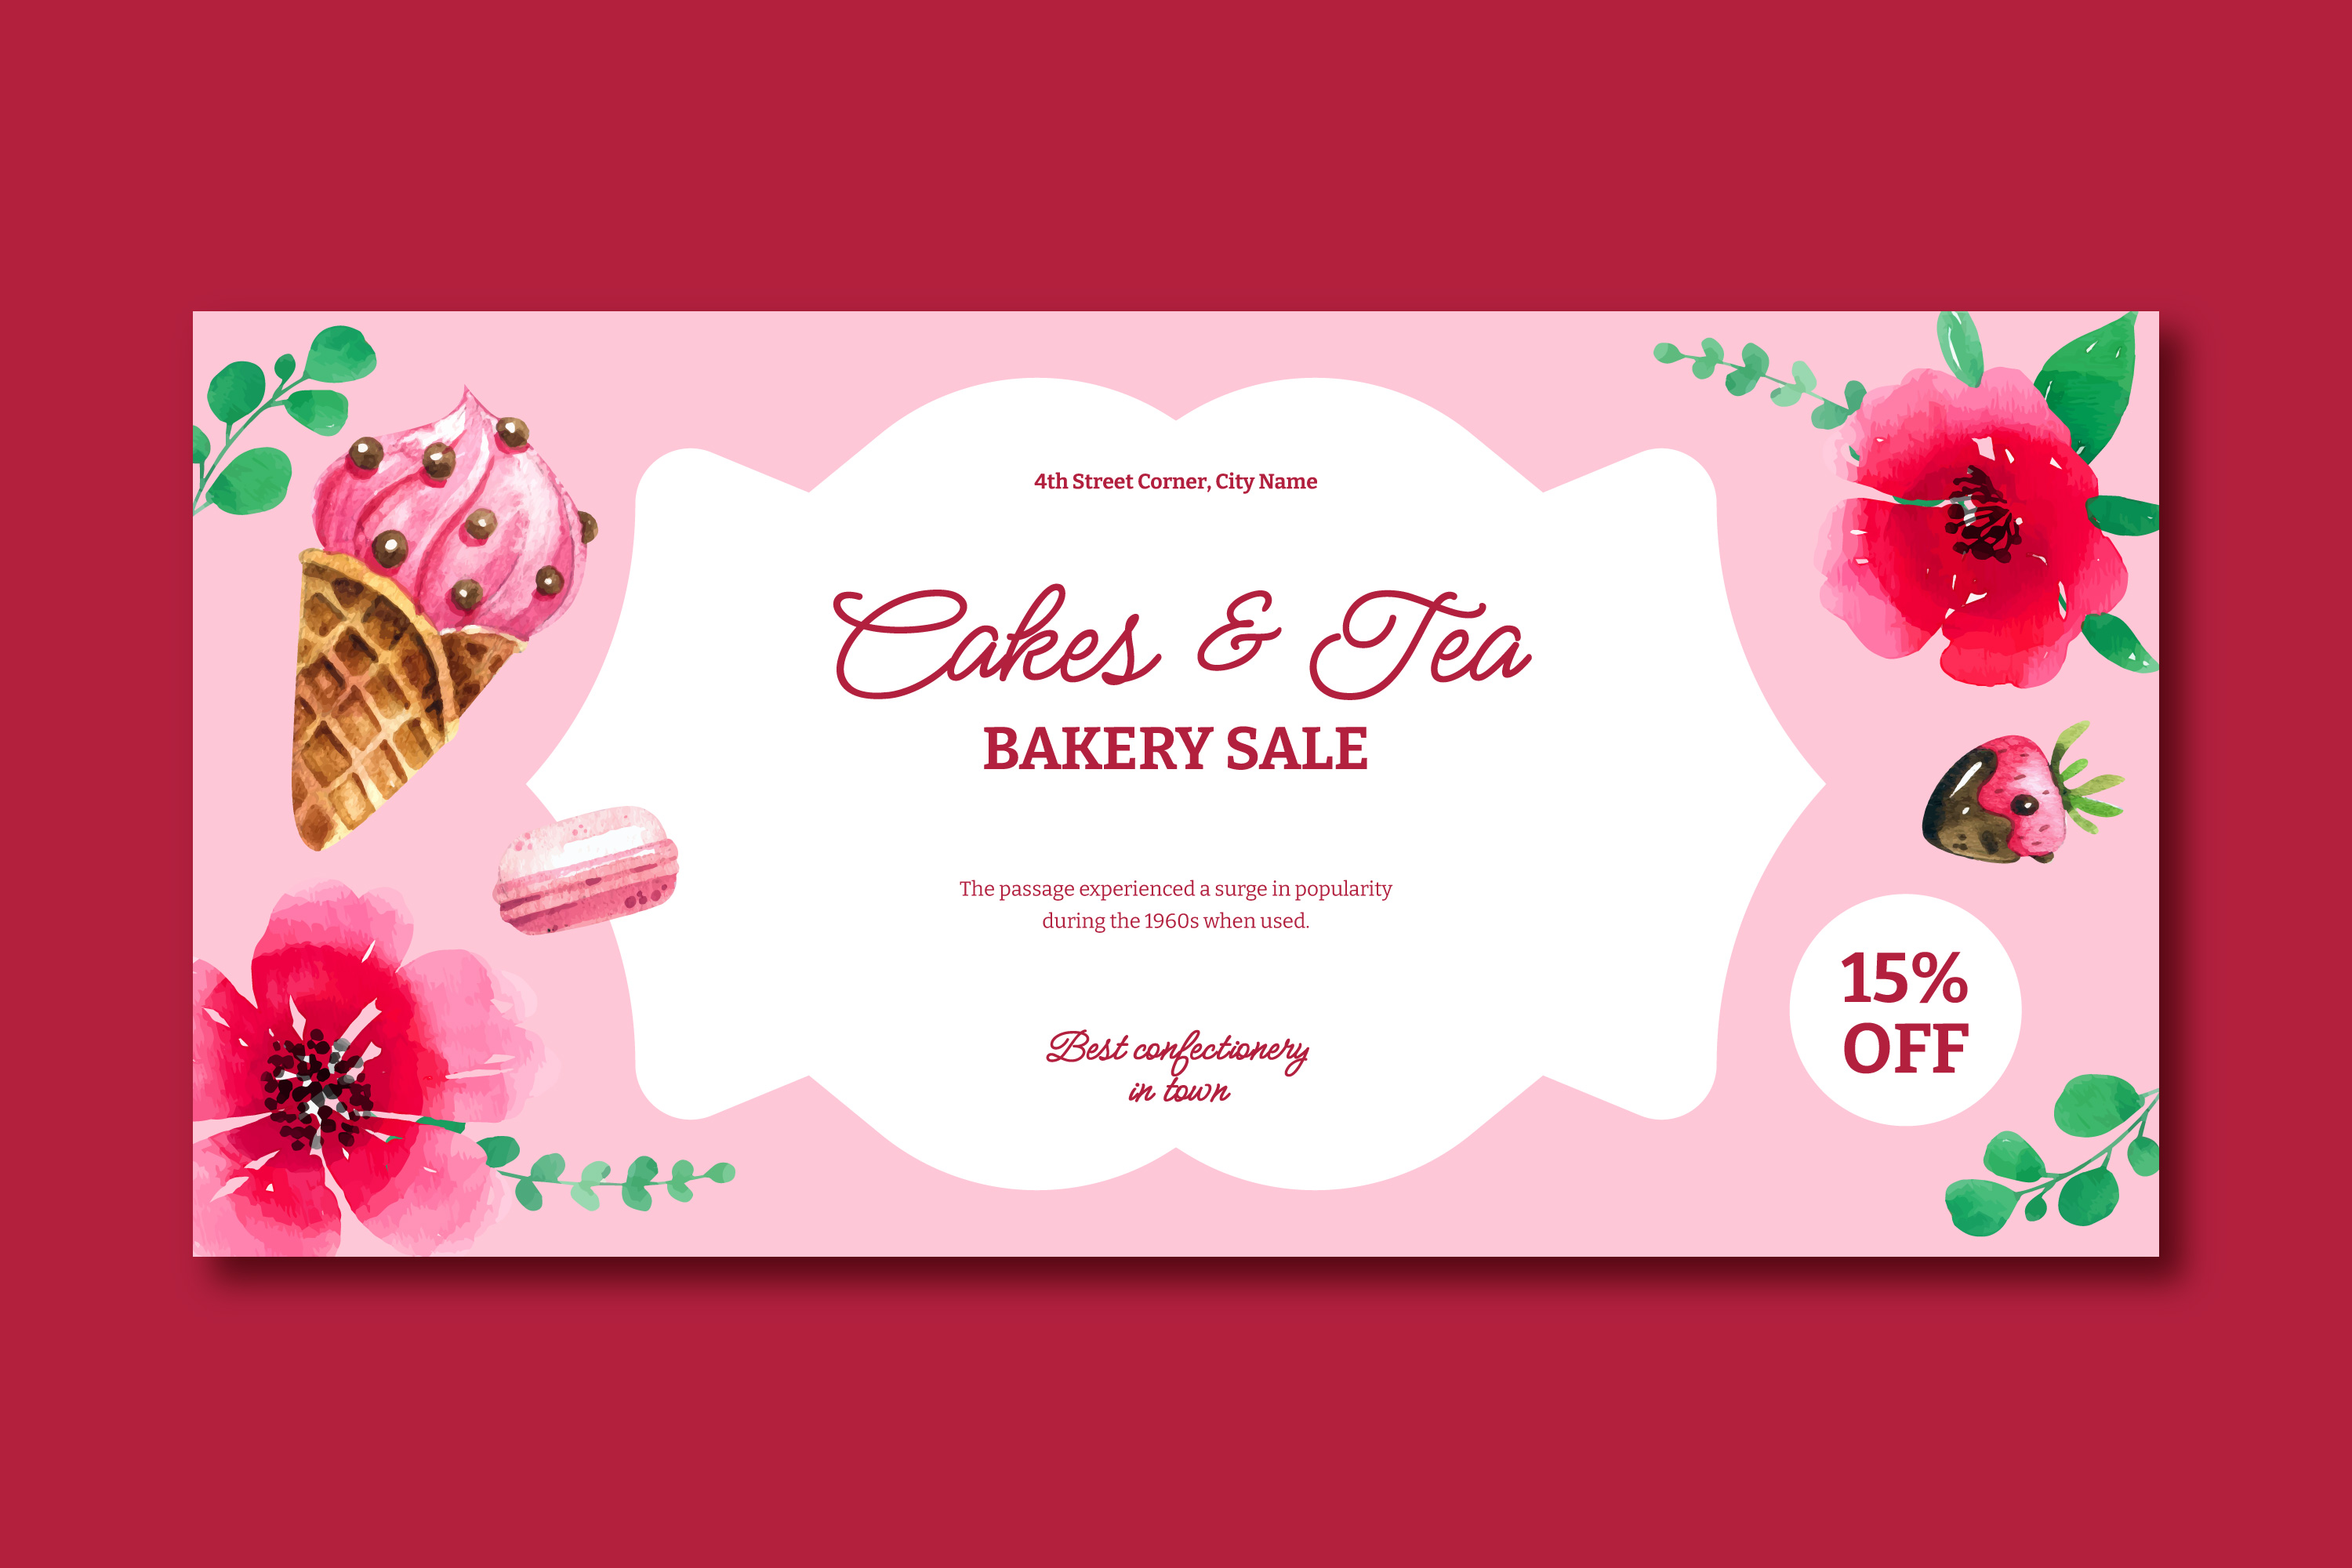 4th Street Corner, City Name
Cakes & Tea
BAKERY SALE
The passage experienced a surge in popularity
during the 1960s when used.
Best confectionery
in town
15%
OFF